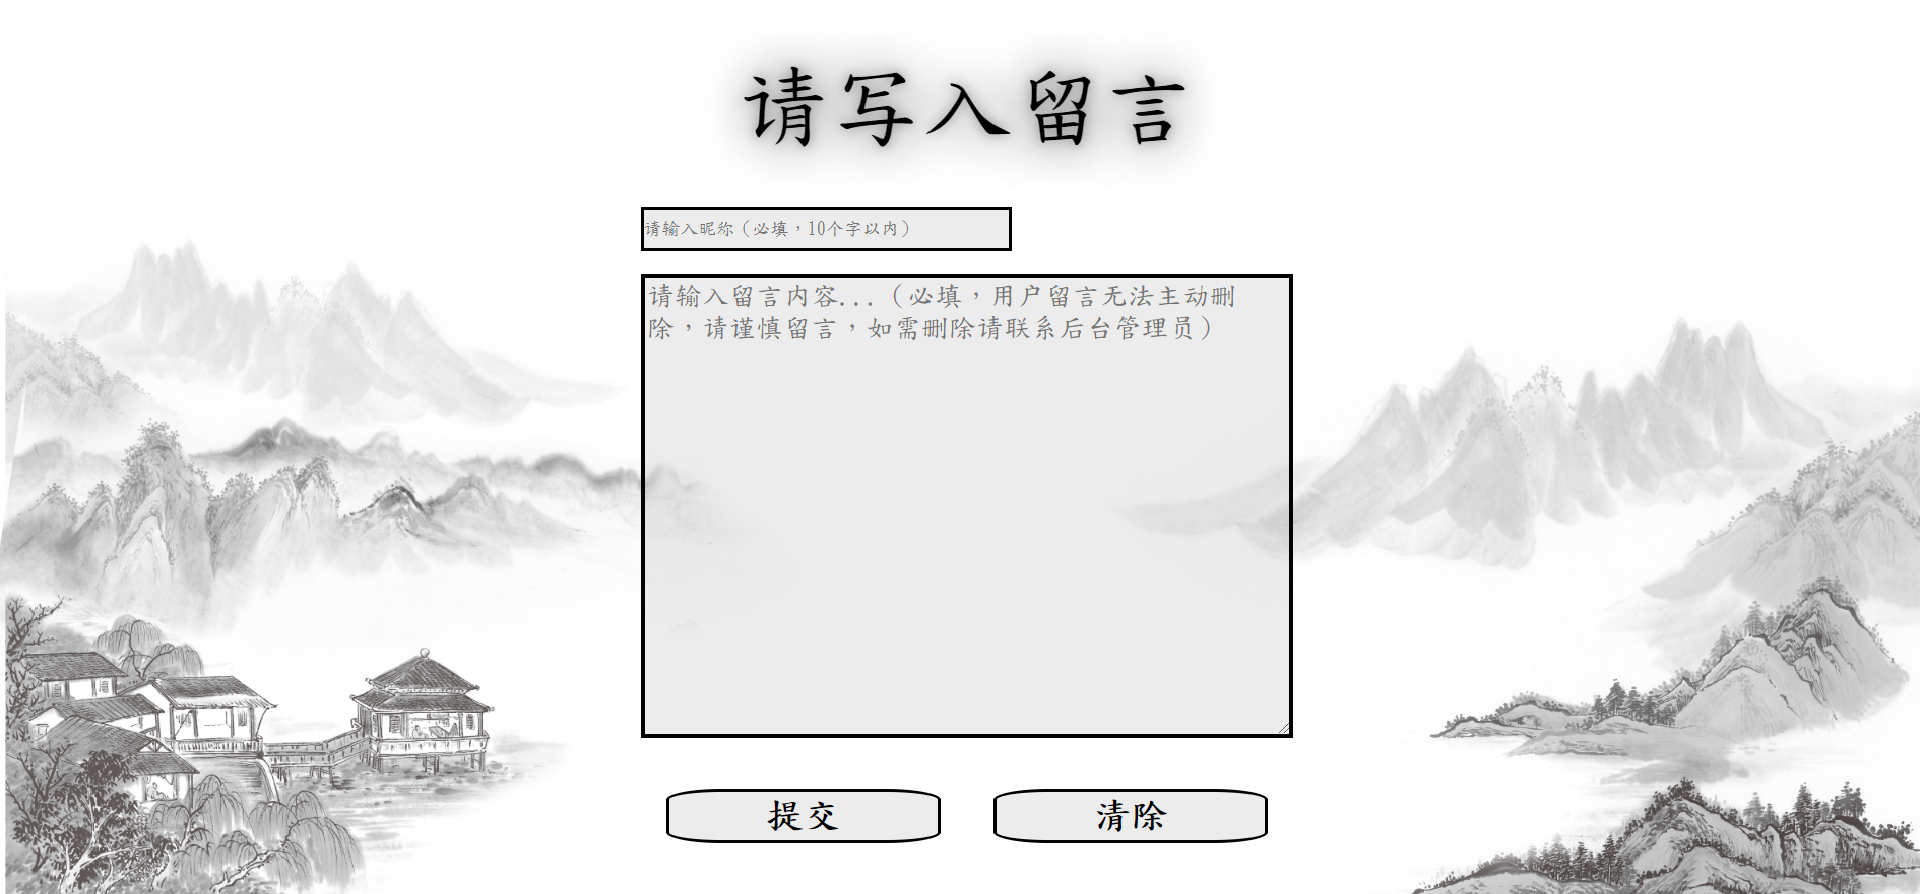 请写入留言
请输入昵称（必填，10个字以内）
请输入留言内容...（必填，用户留言无法主动删
除，请谨慎留言，如需删除请联系后台管理员）
提交
清除